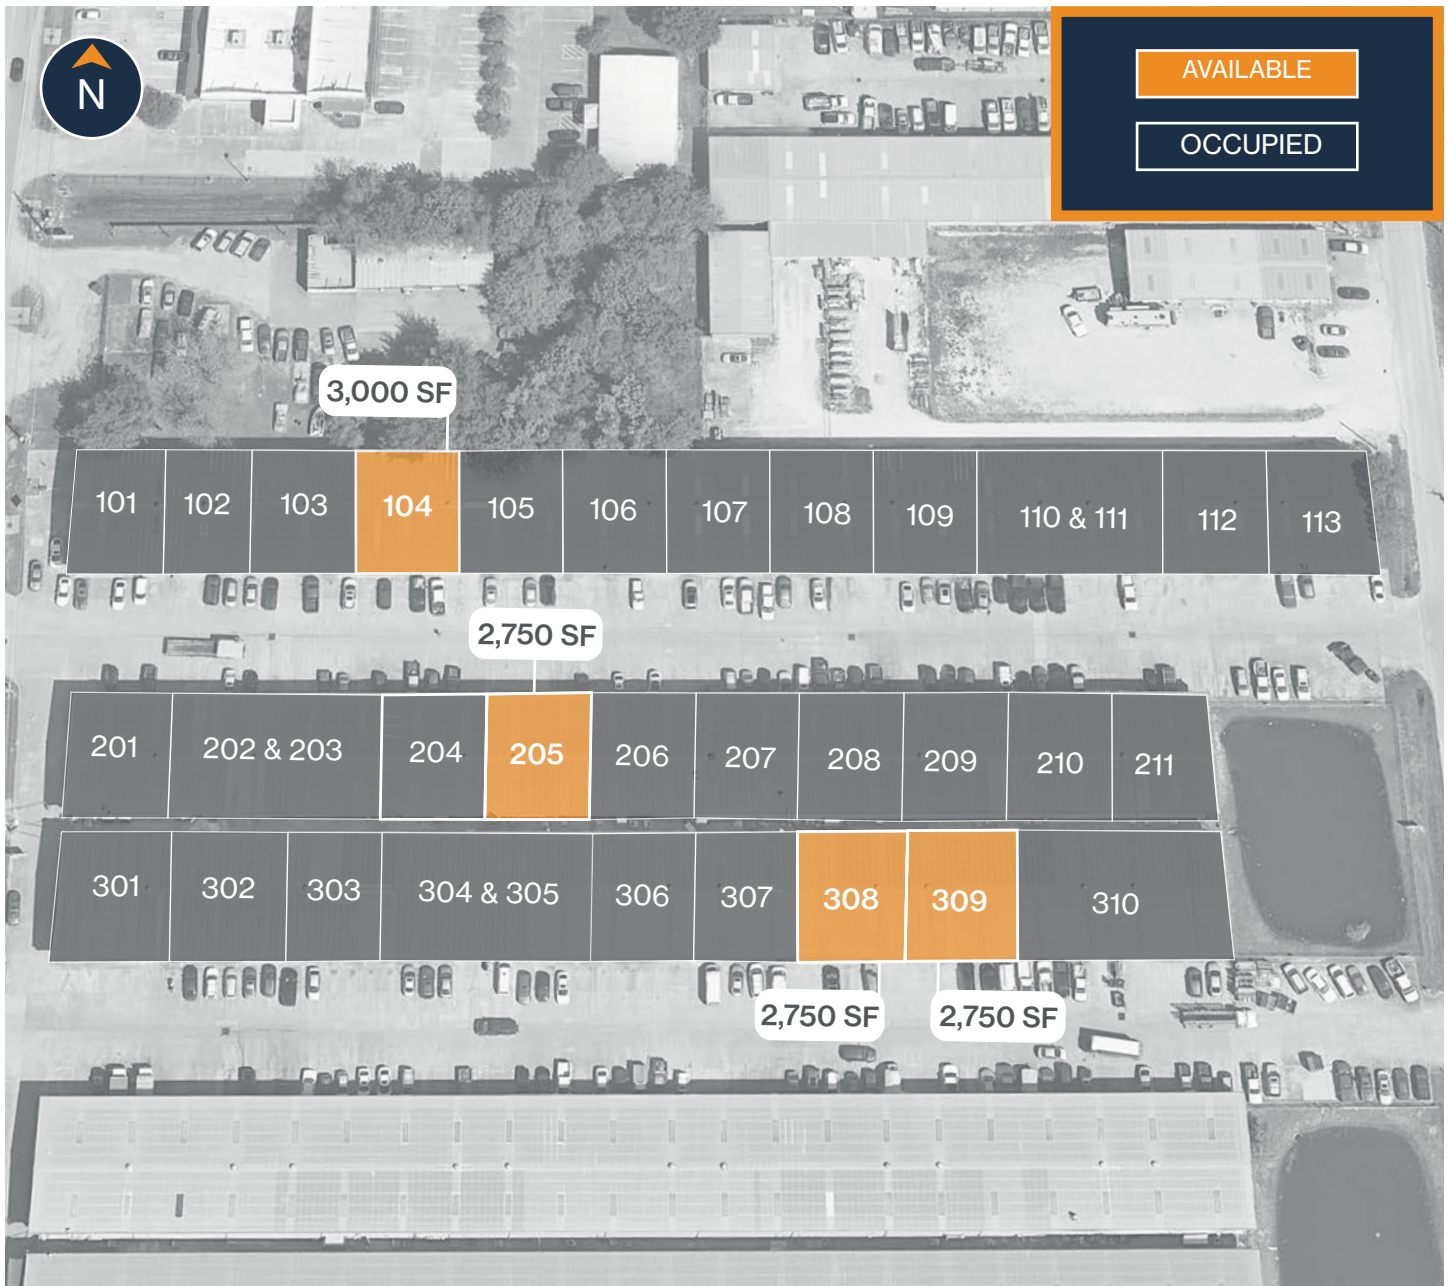 N
AVAILABLE
OCCUPIED
3,000 SF
101 102 103 104 105 106 107 108 109 110 & 111 112 113
2,750 SF
201 202 & 203 204 205 206 207 208 209 210 211
301 302 303 304 & 305 306 307 308 309 310
2,750 SF 2,750 SF